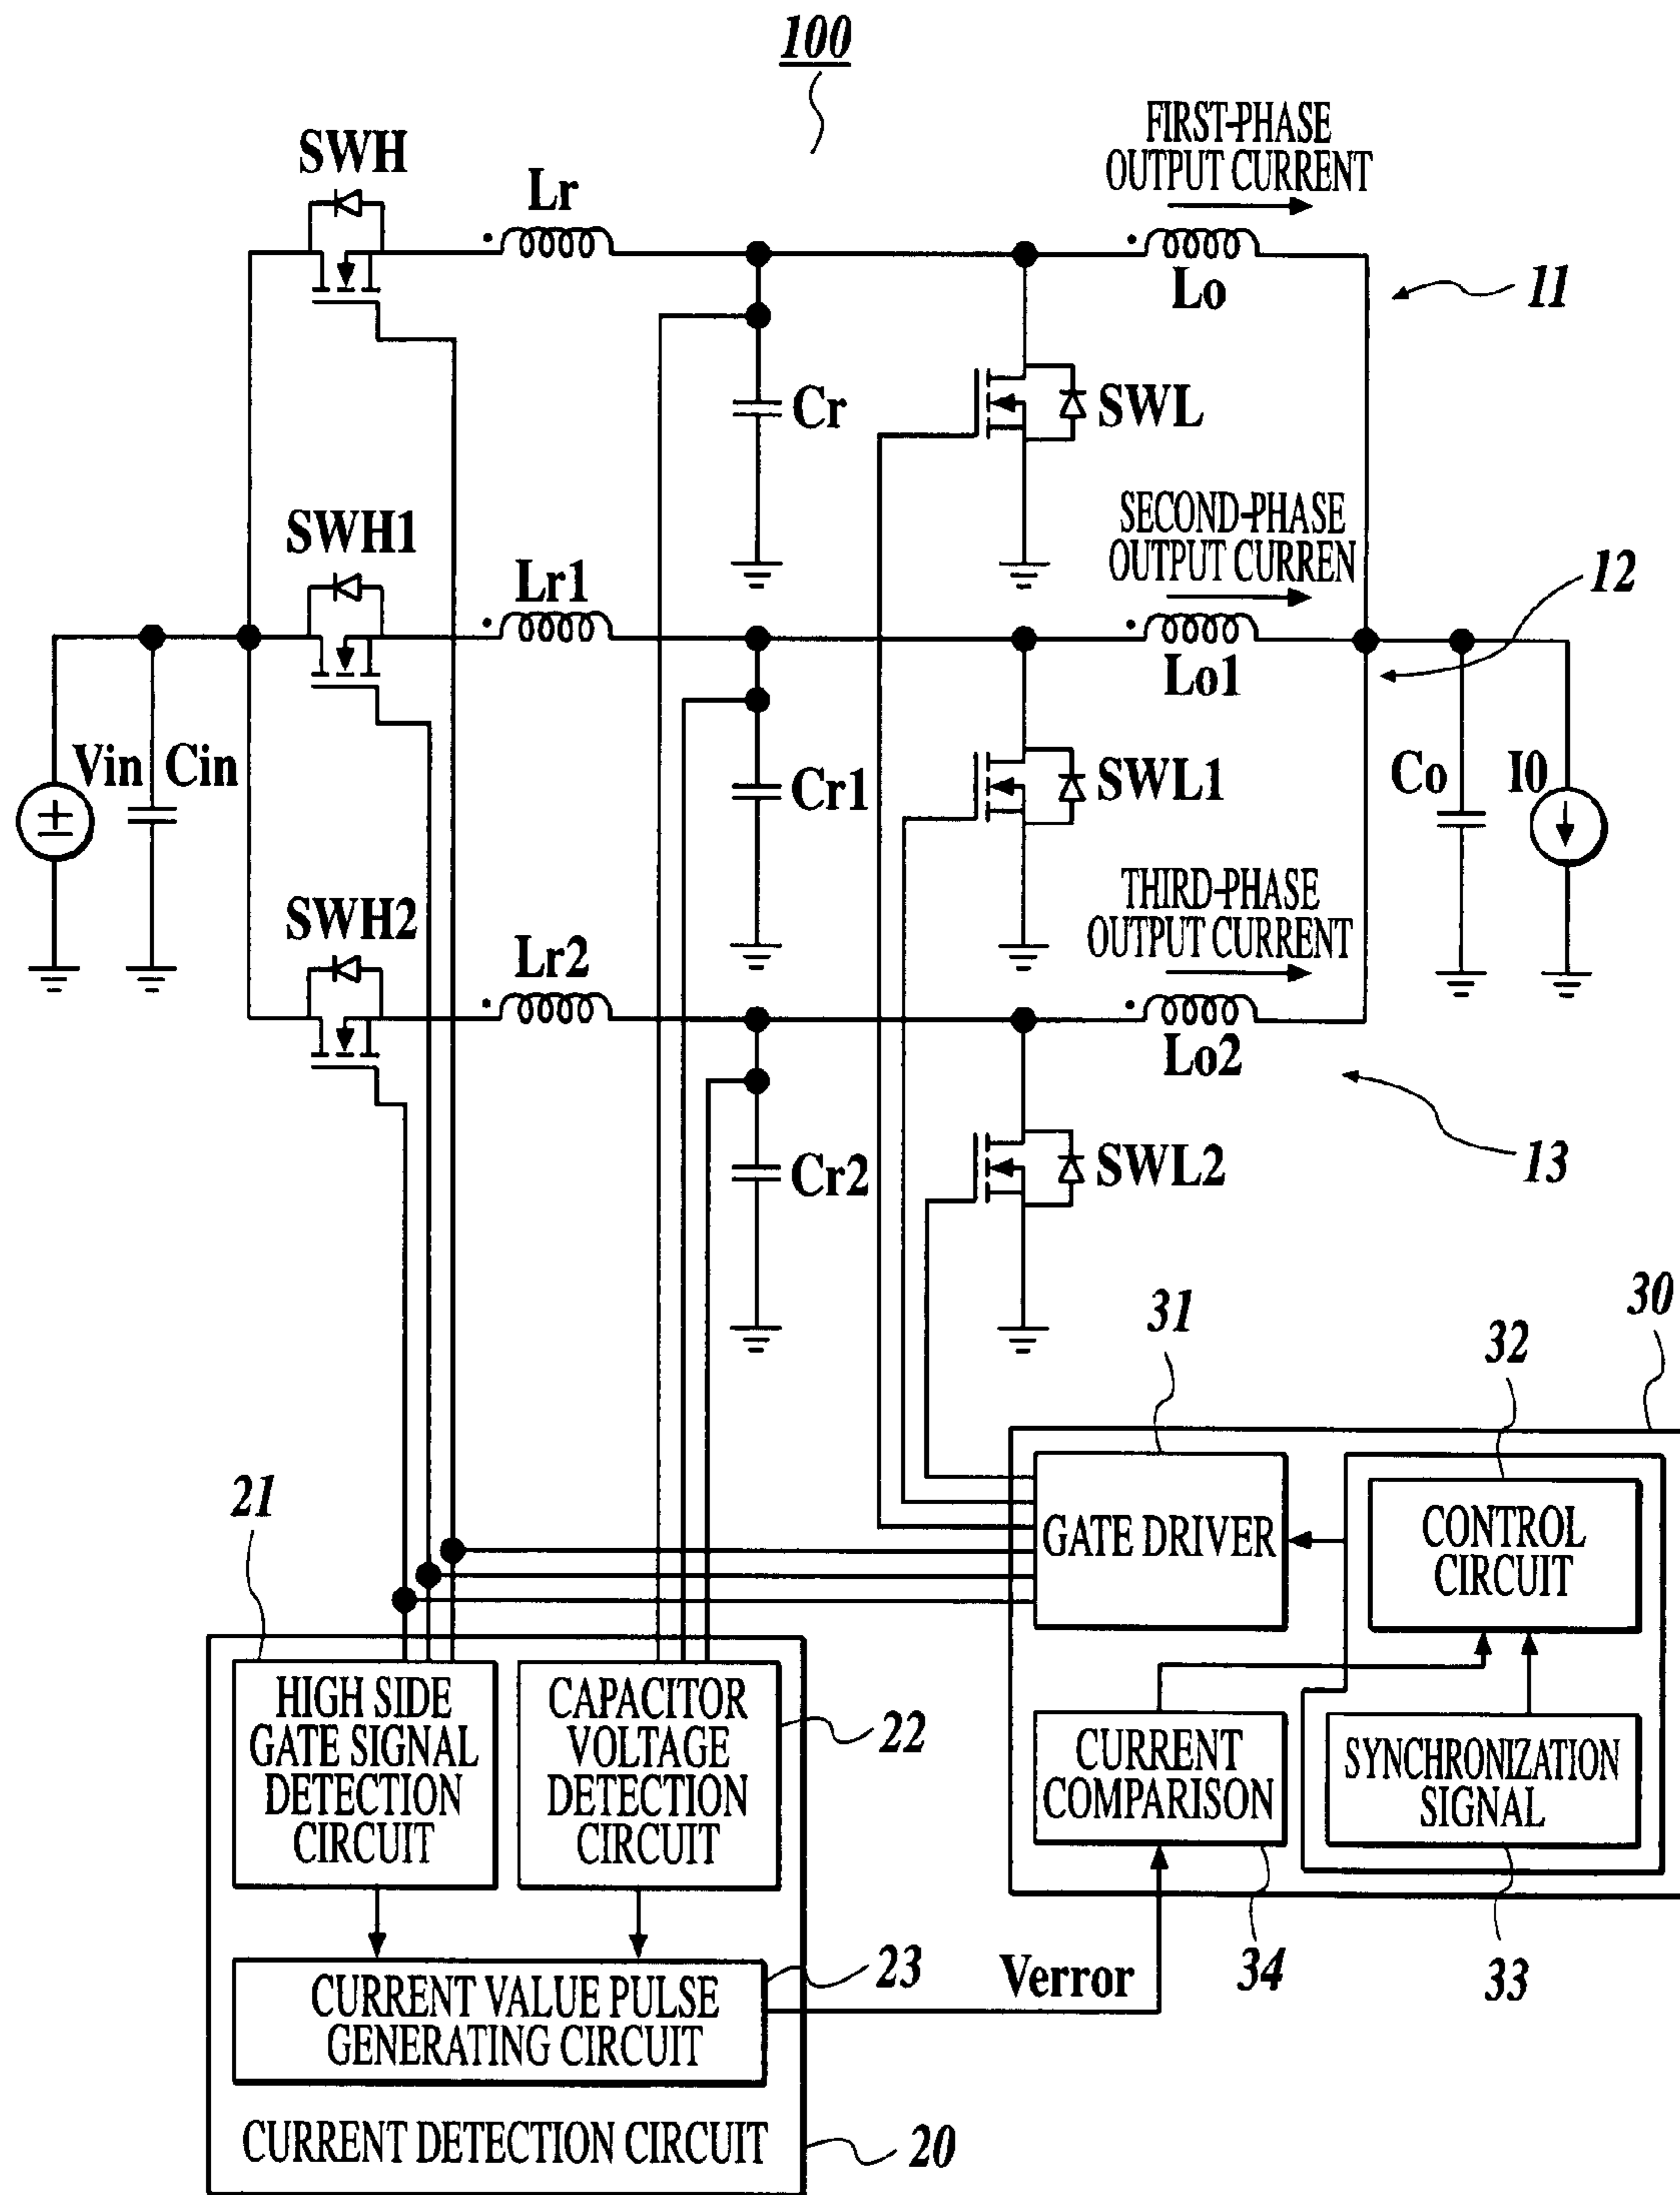 100
FIRST-PHASE
OUTPUT CURRENT
SWH
Lr
Lo
11
Cr
SWL
SECOND-PHASE
OUTPUT CURREN
12
SWH1
Lr1
Lo1
Vin
Cin
Cr1
SWL1
Co
I0
THIRD-PHASE
OUTPUT CURRENT
SWH2
Lr2
Lo2
13
Cr2
SWL2
30
31
32
21
GATE DRIVER
CONTROL
CIRCUIT
HIGH SIDE
GATE SIGNAL
DETECTION
CIRCUIT
CAPACITOR
VOLTAGE
DETECTION
CIRCUIT
22
CURRENT
COMPARISON
SYNCHRONIZATION
SIGNAL
23
Verror
34
33
CURRENT VALUE PULSE
GENERATING CIRCUIT
CURRENT DETECTION CIRCUIT
20